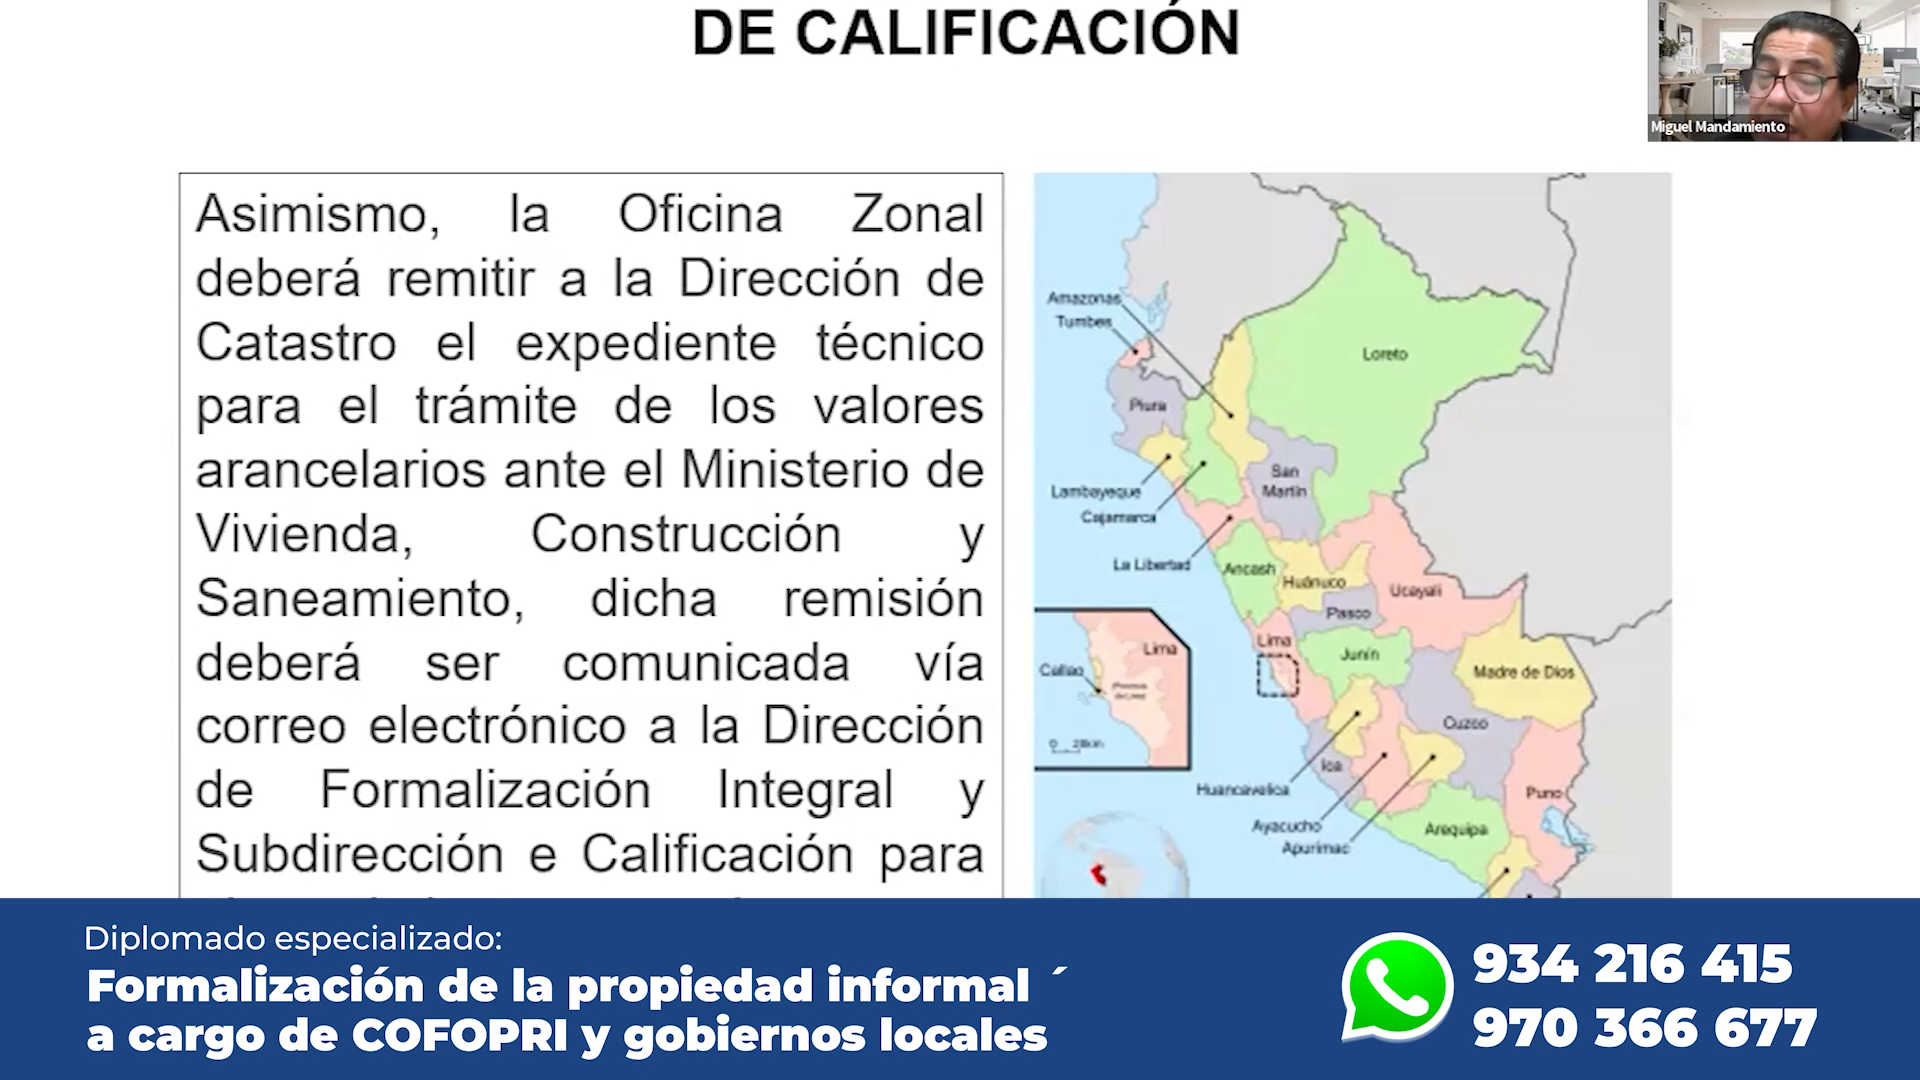 DE CALIFICACIÓN
Miguel Mandamiento
Asimismo, la Oficina Zonal
deberá remitir a la Dirección de
Catastro el expediente técnico
para el trámite de los valores
arancelarios ante el Ministerio de
Vivienda, Construcción y
Saneamiento, dicha remisión
deberá ser comunicada vía
correo electrónico a la Dirección
de Formalización Integral y
Subdirección e Calificación para
Amazonas
Tumbes
Loreto
Piura
San
Martín
Lambayeque
Cajamarca
La Libertad
Ancash
Huánuco
Ucayali
Pasco
Lima
Junín
Madre de Dios
Lima
Callao
Cuzco
Ica
Huancavelica
Puno
Ayacucho
Arequipa
Apurimac
Diplomado especializado:
Formalización de la propiedad informal ´
a cargo de COFOPRI y gobiernos locales
934 216 415
970 366 677